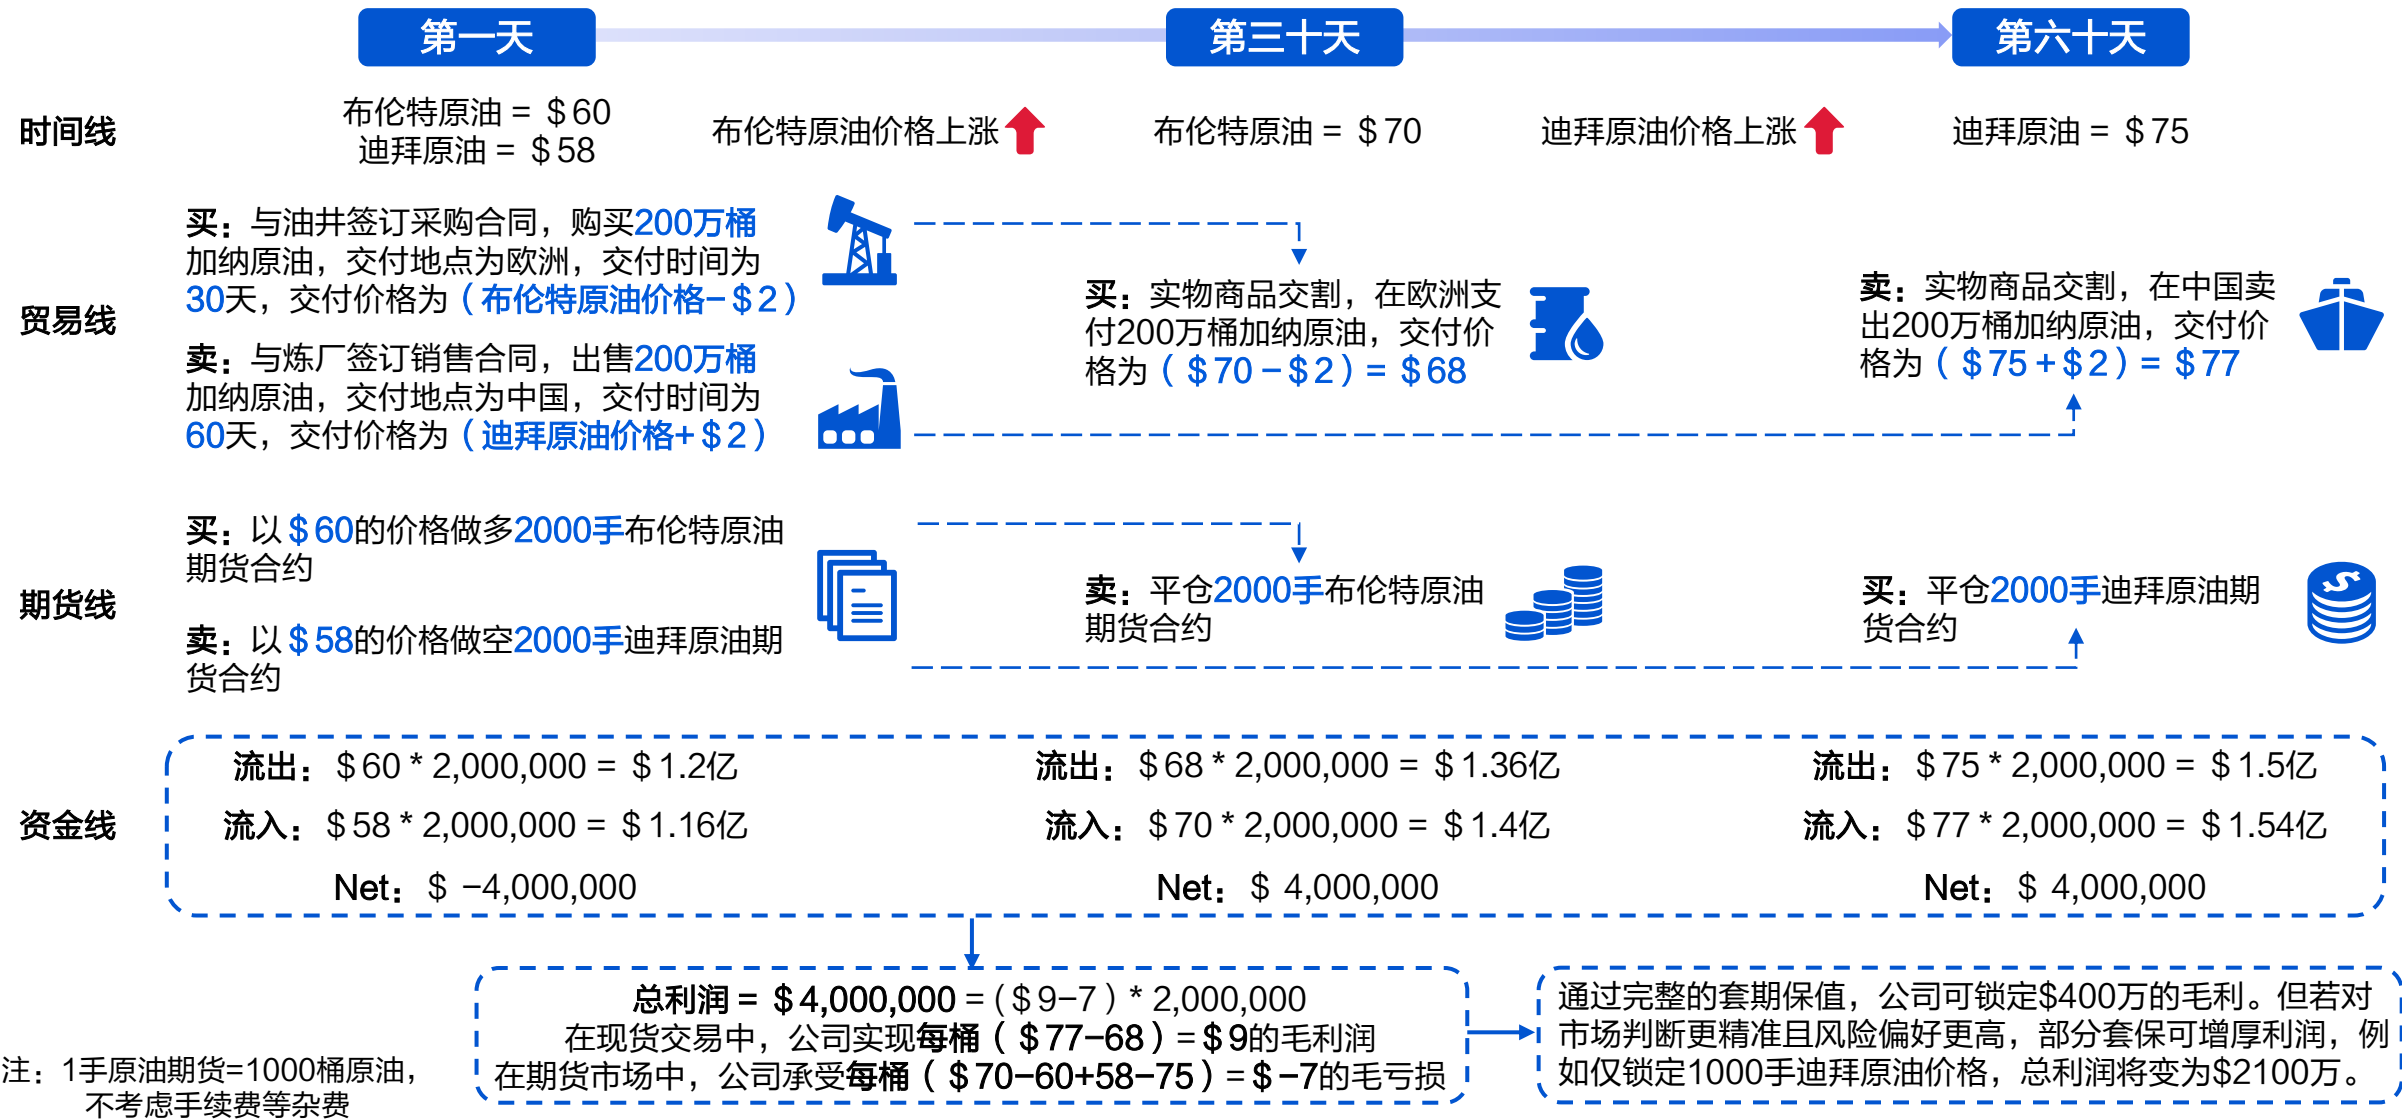 第一天
第三十天
第六十天
时间线
布伦特原油 = ＄60
迪拜原油 = ＄58
布伦特原油价格上涨
布伦特原油 = ＄70
迪拜原油价格上涨
迪拜原油 = ＄75
贸易线
买：与油井签订采购合同，购买200万桶
加纳原油，交付地点为欧洲，交付时间为
30天，交付价格为（布伦特原油价格−＄2）
卖：与炼厂签订销售合同，出售200万桶
加纳原油，交付地点为中国，交付时间为
60天，交付价格为（迪拜原油价格+＄2）
买：实物商品交割，在欧洲支
付200万桶加纳原油，交付价
格为（＄70−＄2）= ＄68
卖：实物商品交割，在中国卖
出200万桶加纳原油，交付价
格为（＄75+＄2）= ＄77
期货线
买：以＄60的价格做多2000手布伦特原油
期货合约
卖：以＄58的价格做空2000手迪拜原油期
货合约
卖：平仓2000手布伦特原油
期货合约
买：平仓2000手迪拜原油期
货合约
资金线
流出：＄60 * 2,000,000 = ＄1.2亿
流入：＄58 * 2,000,000 = ＄1.16亿
Net：＄ −4,000,000
流出：＄68 * 2,000,000 = ＄1.36亿
流入：＄70 * 2,000,000 = ＄1.4亿
Net：＄ 4,000,000
流出：＄75 * 2,000,000 = ＄1.5亿
流入：＄77 * 2,000,000 = ＄1.54亿
Net：＄ 4,000,000
总利润 = ＄4,000,000 =（＄9−7）* 2,000,000
在现货交易中，公司实现每桶（＄77−68）= ＄9的毛利润
在期货市场中，公司承受每桶（＄70−60+58−75）= ＄−7的毛亏损
通过完整的套期保值，公司可锁定$400万的毛利。但若对
市场判断更精准且风险偏好更高，部分套保可增厚利润，例
如仅锁定1000手迪拜原油价格，总利润将变为$2100万。
注：1手原油期货=1000桶原油，
不考虑手续费等杂费